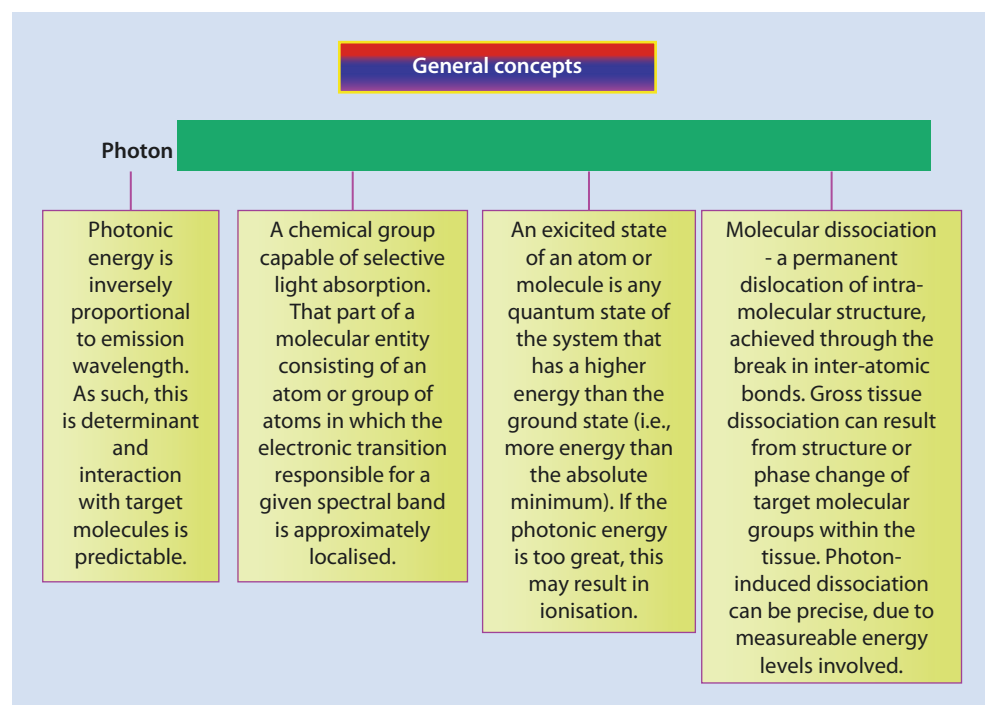 General concepts
Photon
Photonic
energy is
inversely
proportional
to emission
wavelength.
As such, this
is determinant
and
interaction
with target
molecules is
predictable.
A chemical group
capable of selective
light absorption.
That part of a
molecular entity
consisting of an
atom or group of
atoms in which the
electronic transition
responsible for a
given spectral band
is approximately
localised.
An exicited state
of an atom or
molecule is any
quantum state of
the system that
has a higher
energy than the
ground state (i.e.,
more energy than
the absolute
minimum). If the
photonic energy
is too great, this
may result in
ionisation.
Molecular dissociation
- a permanent
dislocation of intra-
molecular structure,
achieved through the
break in inter-atomic
bonds. Gross tissue
dissociation can result
from structure or
phase change of
target molecular
groups within the
tissue. Photon-
induced dissociation
can be precise, due to
measureable energy
levels involved.